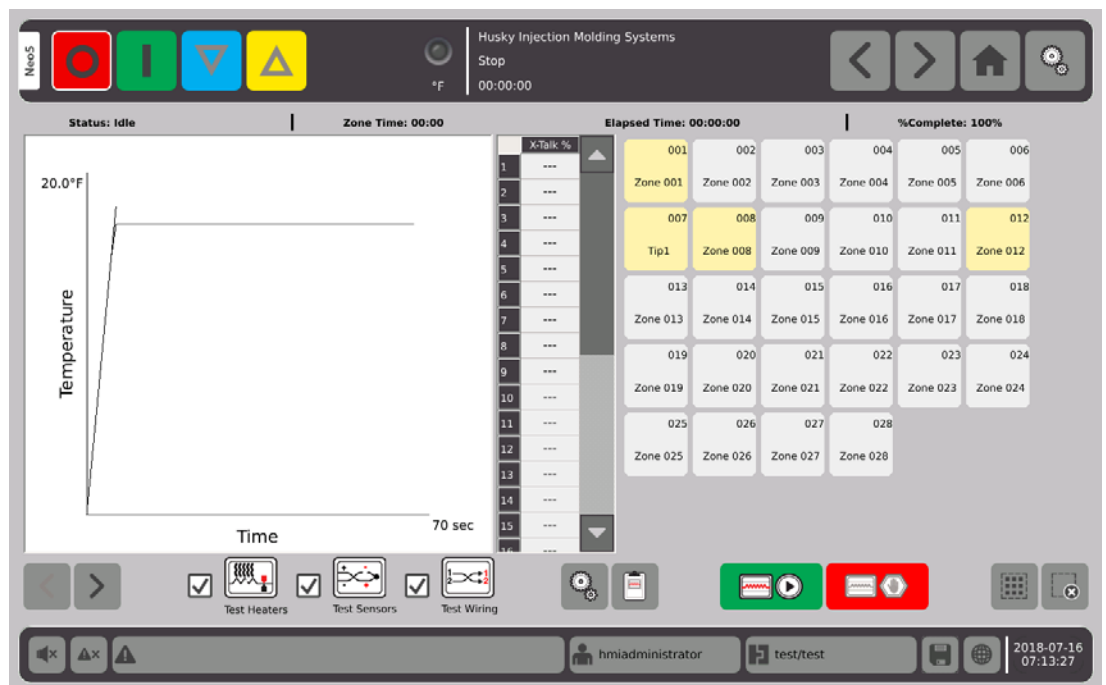 Neo5
Husky Injection Molding Systems
Stop
°F
00:00:00
Status: Idle
Zone Time: 00:00
Elapsed Time: 00:00:00
%Complete: 100%
20.0°F
Temperature
Time
70 sec
X-Talk %
1 ---
2 ---
3 ---
4 ---
5 ---
6 ---
7 ---
8 ---
9 ---
10 ---
11 ---
12 ---
13 ---
14 ---
15 ---
16 ---
001 002 003 004 005 006
Zone 001 Zone 002 Zone 003 Zone 004 Zone 005 Zone 006
007 008 009 010 011 012
Tip1 Zone 008 Zone 009 Zone 010 Zone 011 Zone 012
013 014 015 016 017 018
Zone 013 Zone 014 Zone 015 Zone 016 Zone 017 Zone 018
019 020 021 022 023 024
Zone 019 Zone 020 Zone 021 Zone 022 Zone 023 Zone 024
025 026 027 028
Zone 025 Zone 026 Zone 027 Zone 028
1 1
2 2
Test Heaters
Test Sensors
Test Wiring
hmiadministrator
test/test
2018-07-16
07:13:27